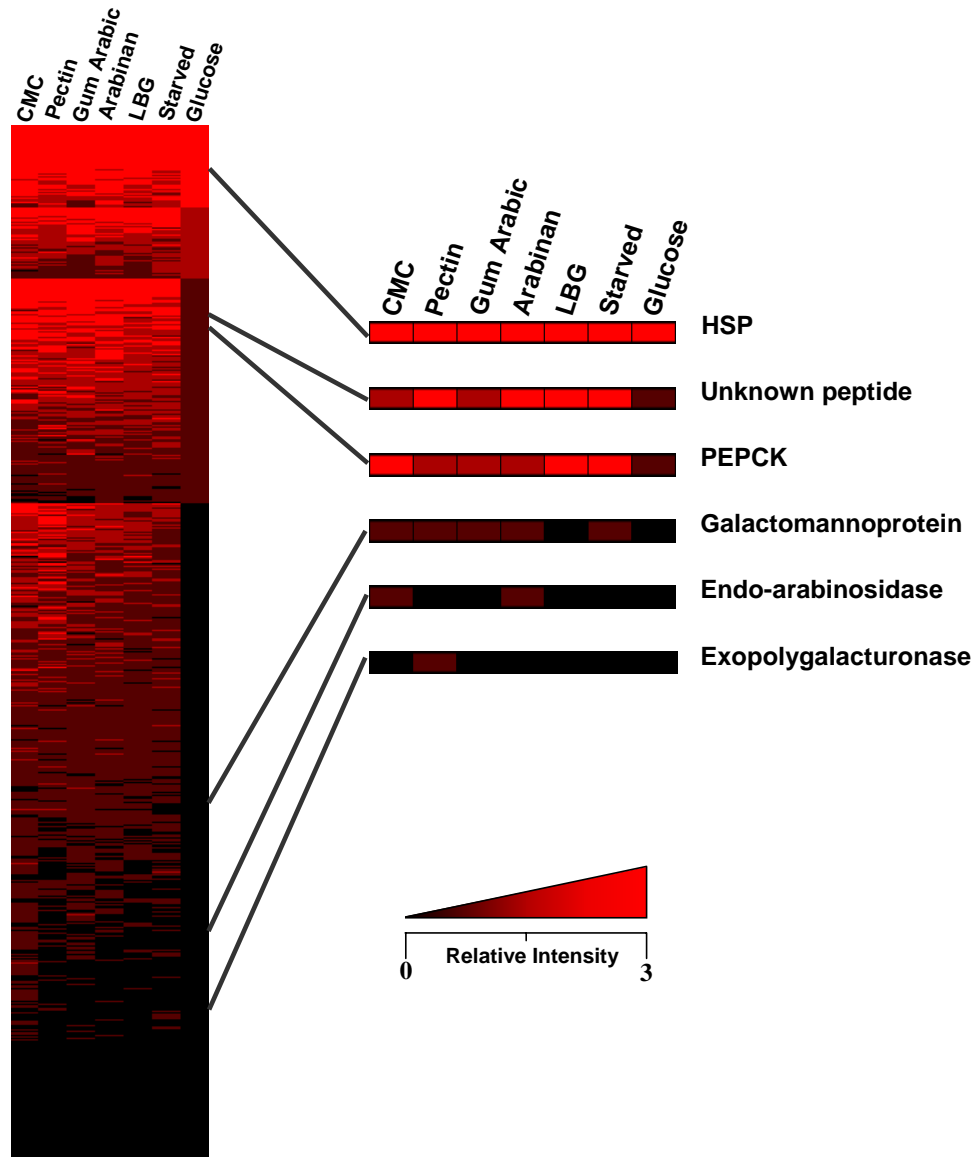 CMC
Pectin
Gum Arabic
Arabinan
LBG
Starved
Glucose
CMC
Pectin
Gum Arabic
Arabinan
LBG
Starved
Glucose
HSP
Unknown peptide
PEPCK
Galactomannoprotein
Endo-arabinosidase
Exopolygalacturonase
Relative Intensity
0
3